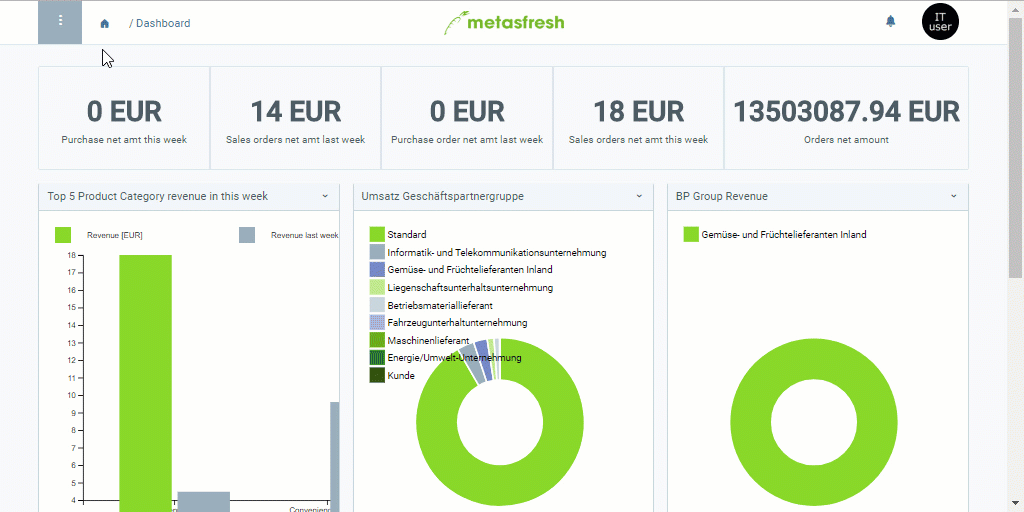 / Dashboard
metasfresh
IT
user
0 EUR
Purchase net amt this week
14 EUR
Sales orders net amt last week
0 EUR
Purchase order net amt last week
18 EUR
Sales orders net amt this week
13503087.94 EUR
Orders net amount
Top 5 Product Category revenue in this week
Revenue [EUR]
Revenue last week
18
17
16
15
14
13
12
11
10
9
8
7
6
5
4
Umsatz Geschäftspartnergruppe
Standard
Informatik- und Telekommunikationsunternehmung
Gemüse- und Früchtelieferanten Inland
Liegenschaftsunterhaltsunternehmung
Betriebsmateriallieferant
Fahrzeugunterhaltunternehmung
Maschinenlieferant
Energie/Umwelt-Unternehmung
Kunde
BP Group Revenue
Gemüse- und Früchtelieferanten Inland